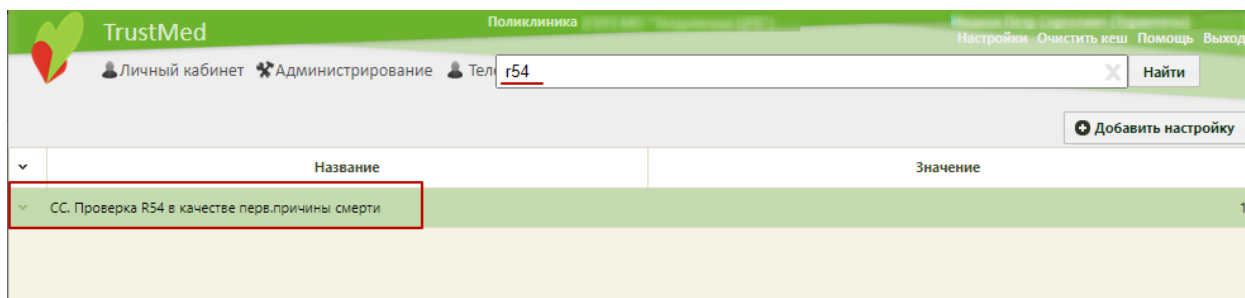 TrustMed
Поликлиника
Настройки Очистить кеш Помощь Выход
Личный кабинет Администрирование Тел
r54
X Найти
Добавить настройку
Название Значение
СС. Проверка R54 в качестве перв.причины смерти 1